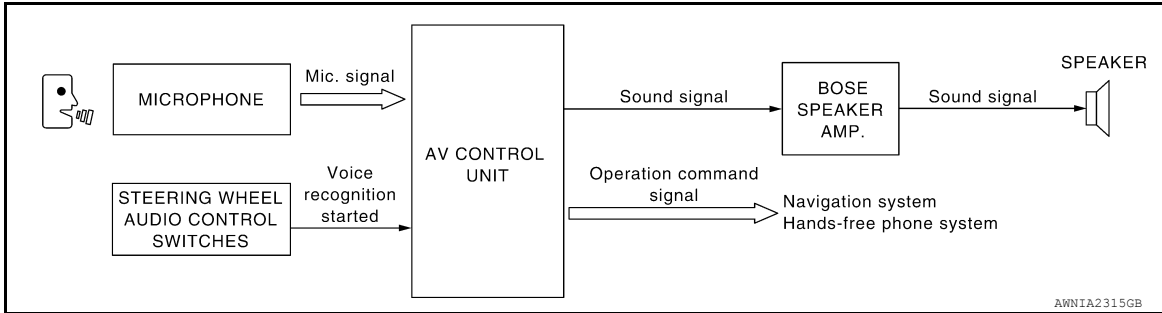 MICROPHONE
Mic. signal
STEERING WHEEL
AUDIO CONTROL
SWITCHES
Voice
recognition
started
AV CONTROL
UNIT
Sound signal
BOSE
SPEAKER
AMP.
Sound signal
SPEAKER
Operation command
signal
Navigation system
Hands-free phone system
AWNIA2315GB